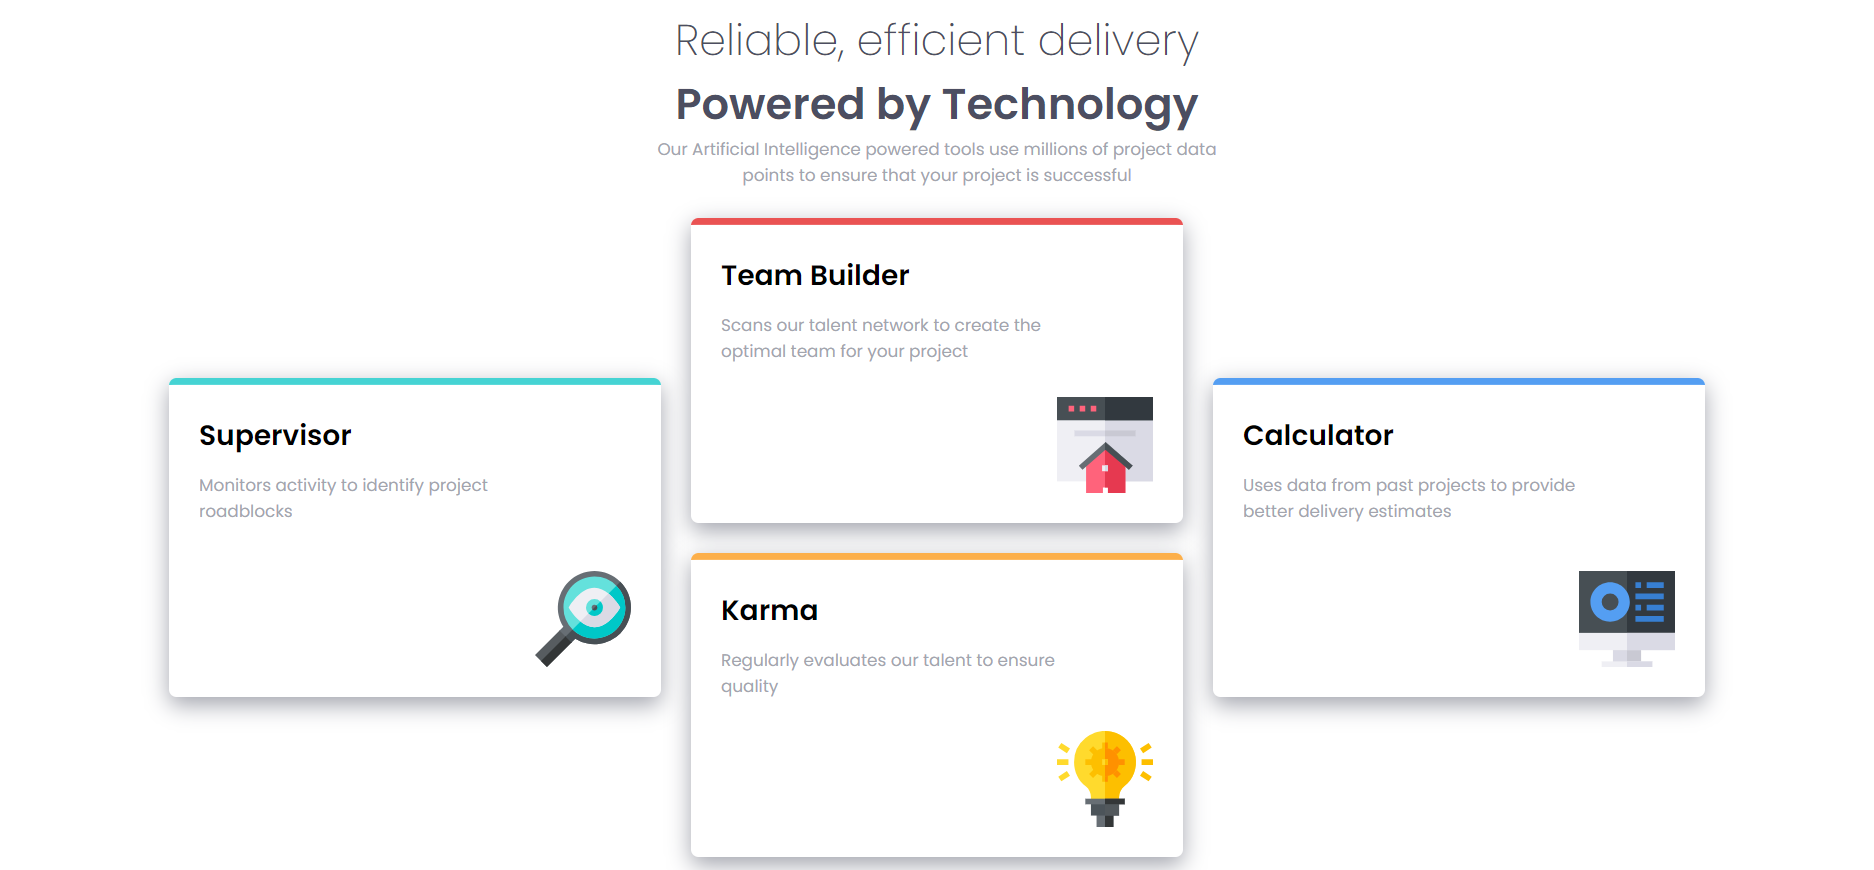 Reliable, efficient delivery
Powered by Technology
Our Artificial Intelligence powered tools use millions of project data
points to ensure that your project is successful
Team Builder
Scans our talent network to create the
optimal team for your project
Supervisor
Monitors activity to identify project
roadblocks
Calculator
Uses data from past projects to provide
better delivery estimates
Karma
Regularly evaluates our talent to ensure
quality